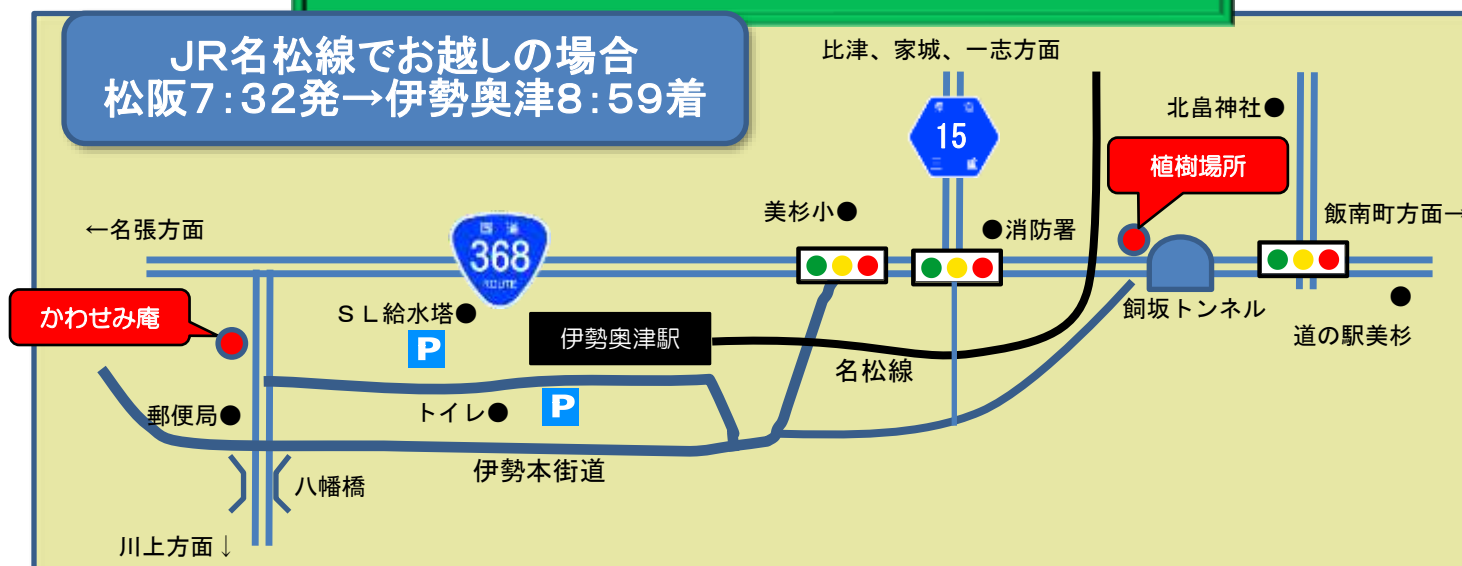 JR名松線でお越しの場合
松阪7:32発→伊勢奥津8:59着
比津、家城、一志方面
北畠神社●
15
植樹場所
美杉小●
←名張方面
●消防署
飯南町方面→
国道
368
ROUTE
かわせみ庵
SL給水塔●
P
伊勢奥津駅
飼坂トンネル
道の駅美杉
名松線
郵便局●
トイレ●
P
伊勢本街道
八幡橋
川上方面↓